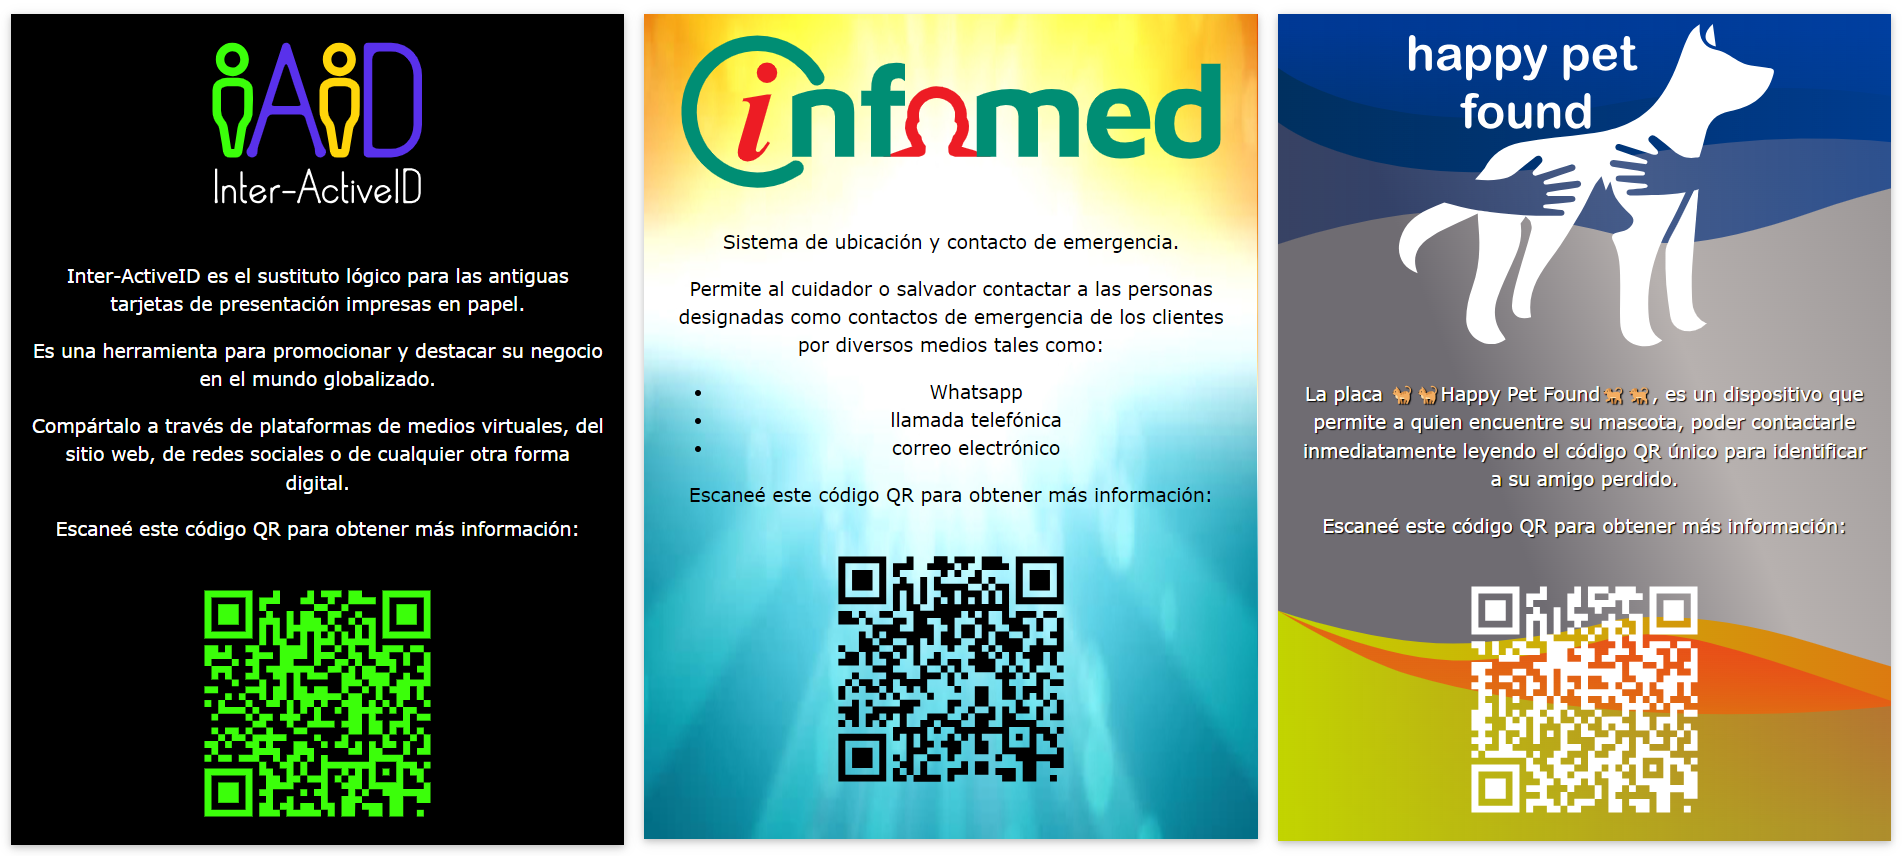 iAiD
Inter-ActiveID
Inter-ActiveID es el sustituto lógico para las antiguas
tarjetas de presentación impresas en papel.
Es una herramienta para promocionar y destacar su negocio
en el mundo globalizado.
Compártalo a través de plataformas de medios virtuales, del
sitio web, de redes sociales o de cualquier otra forma
digital.
Escaneé este código QR para obtener más información:
infomed
Sistema de ubicación y contacto de emergencia.
Permite al cuidador o salvador contactar a las personas
designadas como contactos de emergencia de los clientes
por diversos medios tales como:
• Whatsapp
• llamada telefónica
• correo electrónico
Escaneé este código QR para obtener más información:
happy pet
found
La placa 🐈🐈Happy Pet Found🐕🐕, es un dispositivo que
permite a quien encuentre su mascota, poder contactarle
inmediatamente leyendo el código QR único para identificar
a su amigo perdido.
Escaneé este código QR para obtener más información: